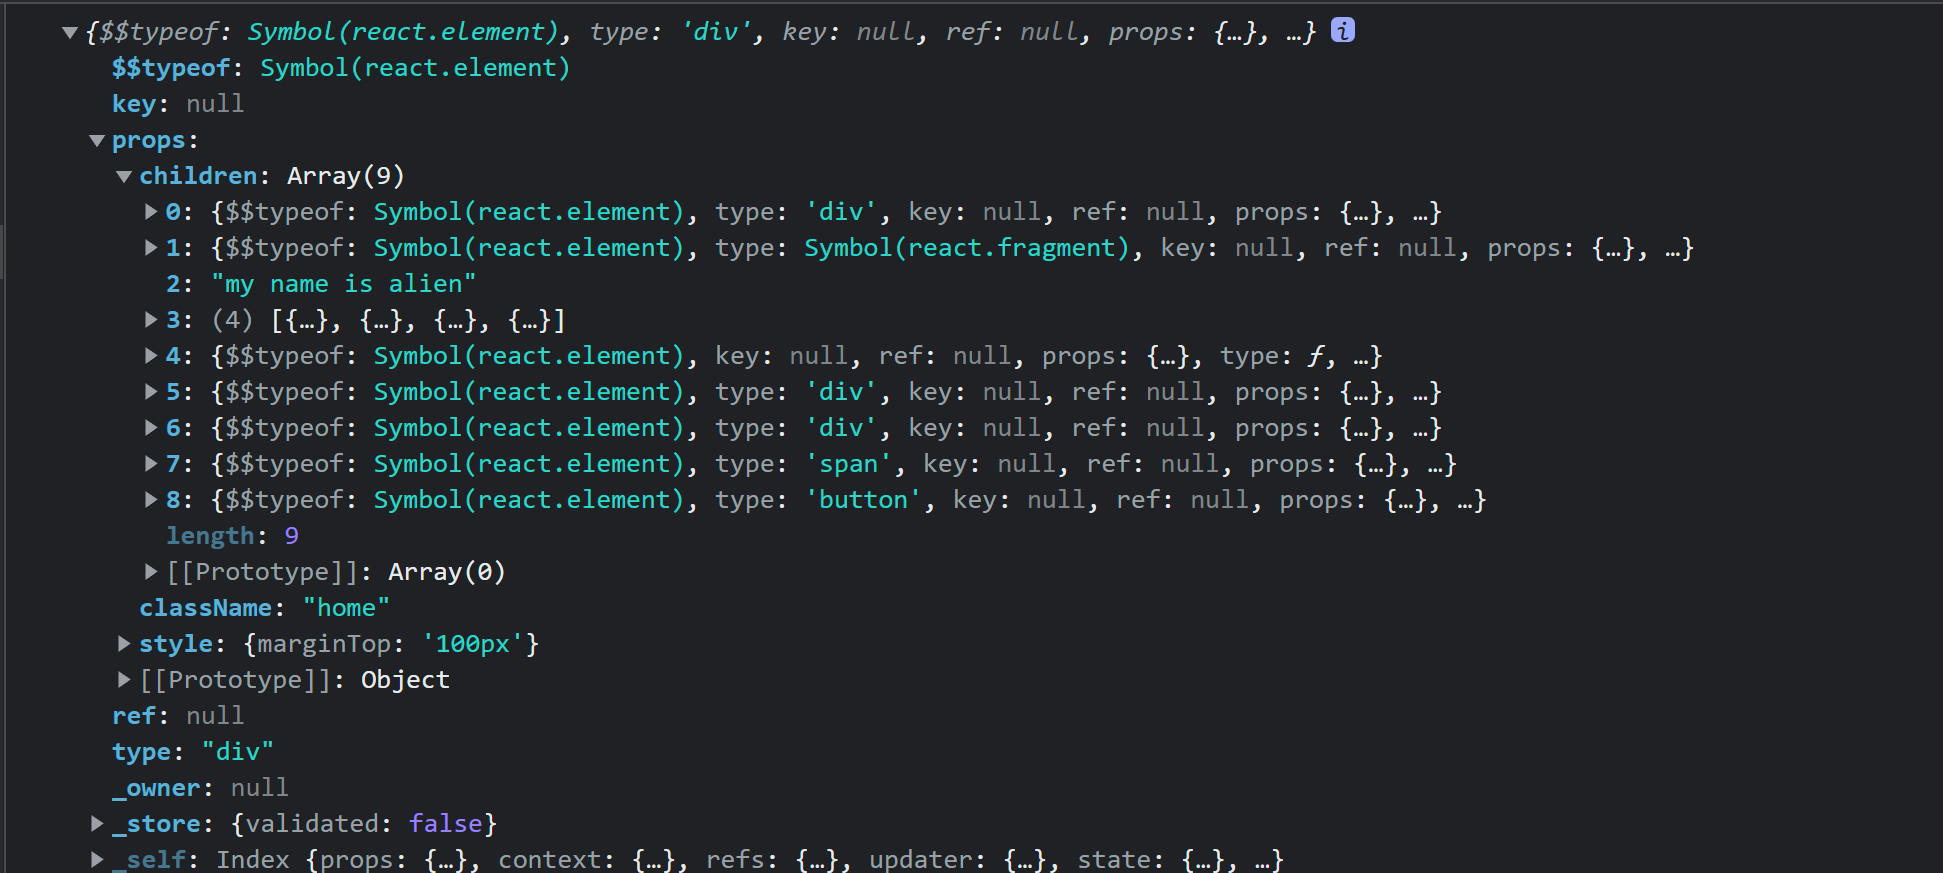 ▼{$$typeof: Symbol(react.element), type: 'div', key: null, ref: null, props: {…}, …} i
$$typeof: Symbol(react.element)
key: null
▼props:
▼children: Array(9)
▶0: {$$typeof: Symbol(react.element), type: 'div', key: null, ref: null, props: {…}, …}
▶1: {$$typeof: Symbol(react.element), type: Symbol(react.fragment), key: null, ref: null, props: {…}, …}
2: "my name is alien"
▶3: (4) [{…}, {…}, {…}, {…}]
▶4: {$$typeof: Symbol(react.element), key: null, ref: null, props: {…}, type: ƒ, …}
▶5: {$$typeof: Symbol(react.element), type: 'div', key: null, ref: null, props: {…}, …}
▶6: {$$typeof: Symbol(react.element), type: 'div', key: null, ref: null, props: {…}, …}
▶7: {$$typeof: Symbol(react.element), type: 'span', key: null, ref: null, props: {…}, …}
▶8: {$$typeof: Symbol(react.element), type: 'button', key: null, ref: null, props: {…}, …}
length: 9
▶[[Prototype]]: Array(0)
className: "home"
▶style: {marginTop: '100px'}
▶[[Prototype]]: Object
ref: null
type: "div"
_owner: null
▶_store: {validated: false}
▶_self: Index {props: {…}, context: {…}, refs: {…}, updater: {…}, state: {…}, …}